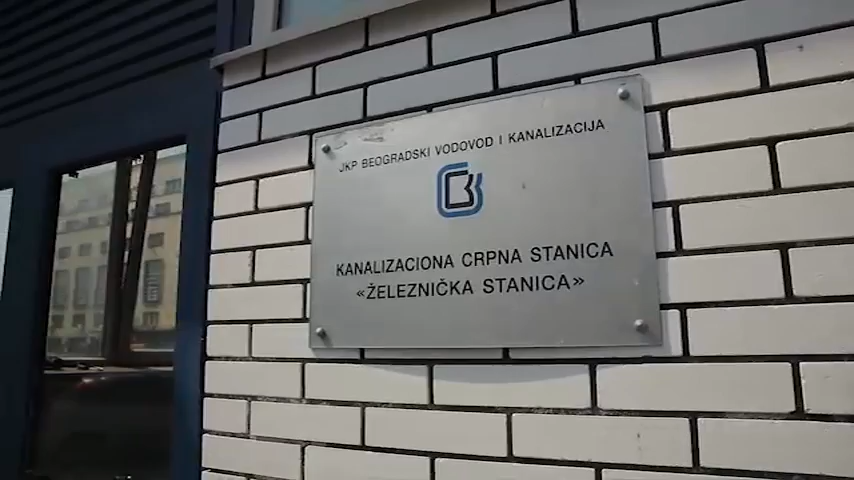 JKP BEOGRADSKI VODOVOD I KANALIZACIJA
KANALIZACIONA CRPNA STANICA
«ŽELEZNIČKA STANICA»